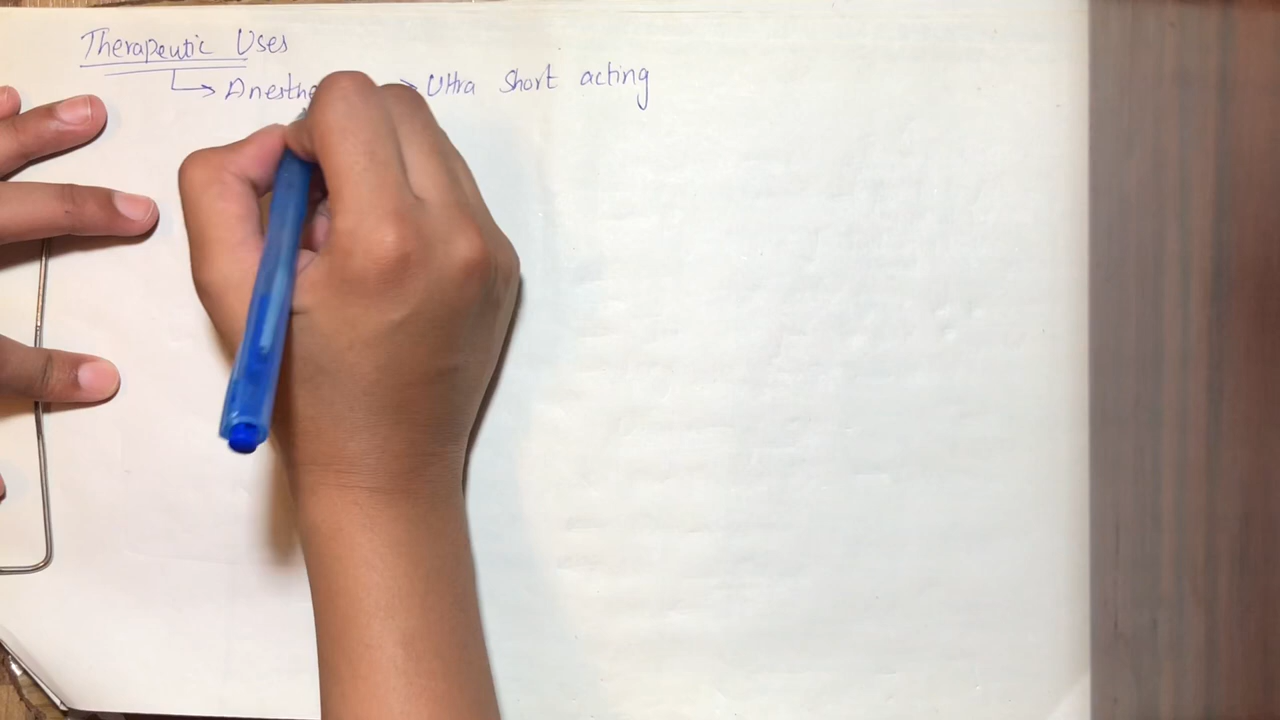 Therapeutic Uses
↳ Anesthe → Ultra Short acting